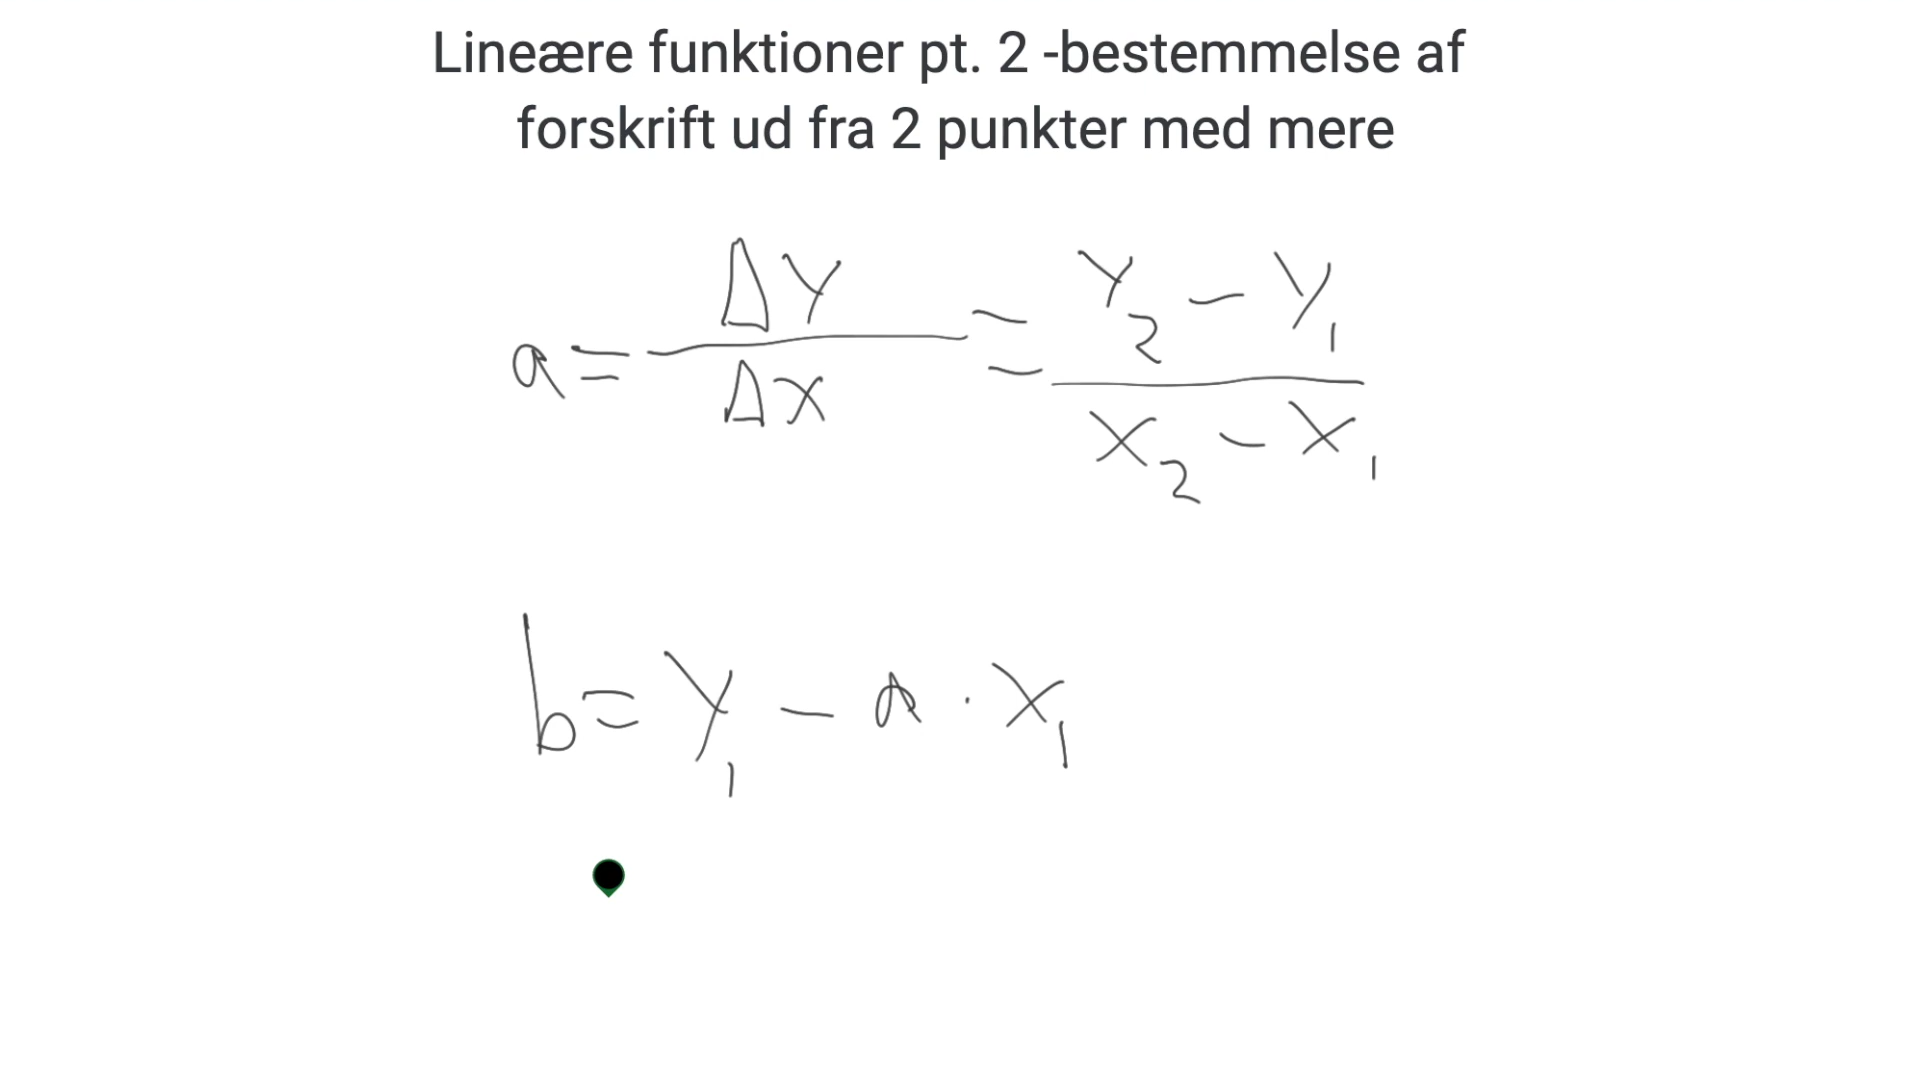 Lineære funktioner pt. 2 -bestemmelse af
forskrift ud fra 2 punkter med mere
a = ΔY / ΔX = Y₂ - Y₁ / X₂ - X₁
b = Y₁ - a · X₁